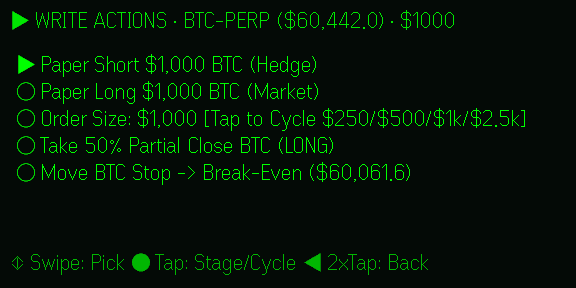 ▶ WRITE ACTIONS · BTC-PERP ($60,442.0) · $1000
▶ Paper Short $1,000 BTC (Hedge)
○ Paper Long $1,000 BTC (Market)
○ Order Size: $1,000 [Tap to Cycle $250/$500/$1k/$2.5k]
○ Take 50% Partial Close BTC (LONG)
○ Move BTC Stop -> Break-Even ($60,061.6)
⇕ Swipe: Pick ● Tap: Stage/Cycle ◀ 2xTap: Back